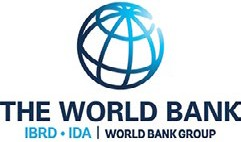 THE WORLD BANK
IBRD • IDA | WORLD BANK GROUP